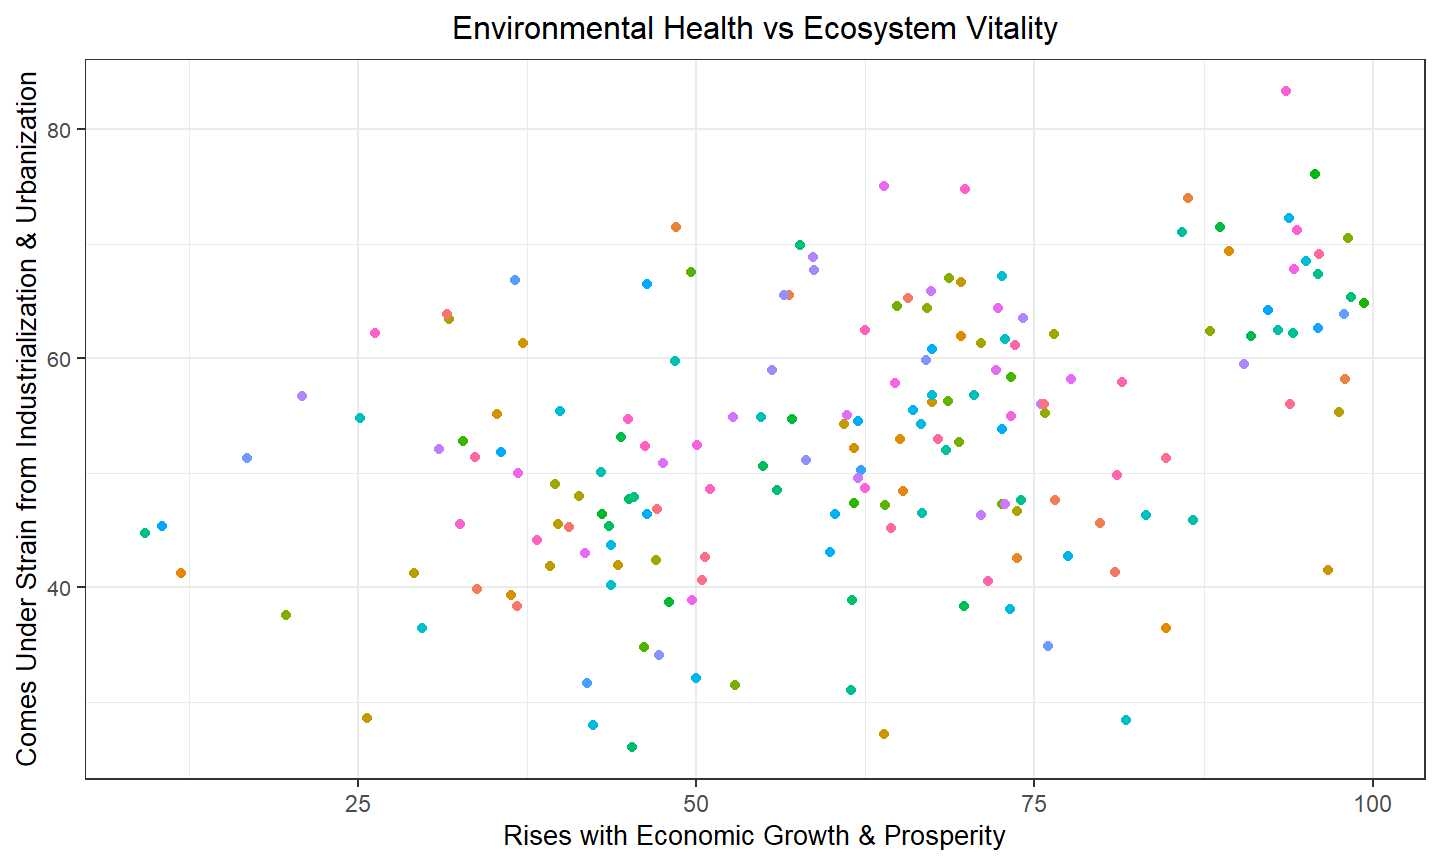 Environmental Health vs Ecosystem Vitality
Comes Under Strain from Industrialization & Urbanization
80
60
40
25 50 75 100
Rises with Economic Growth & Prosperity